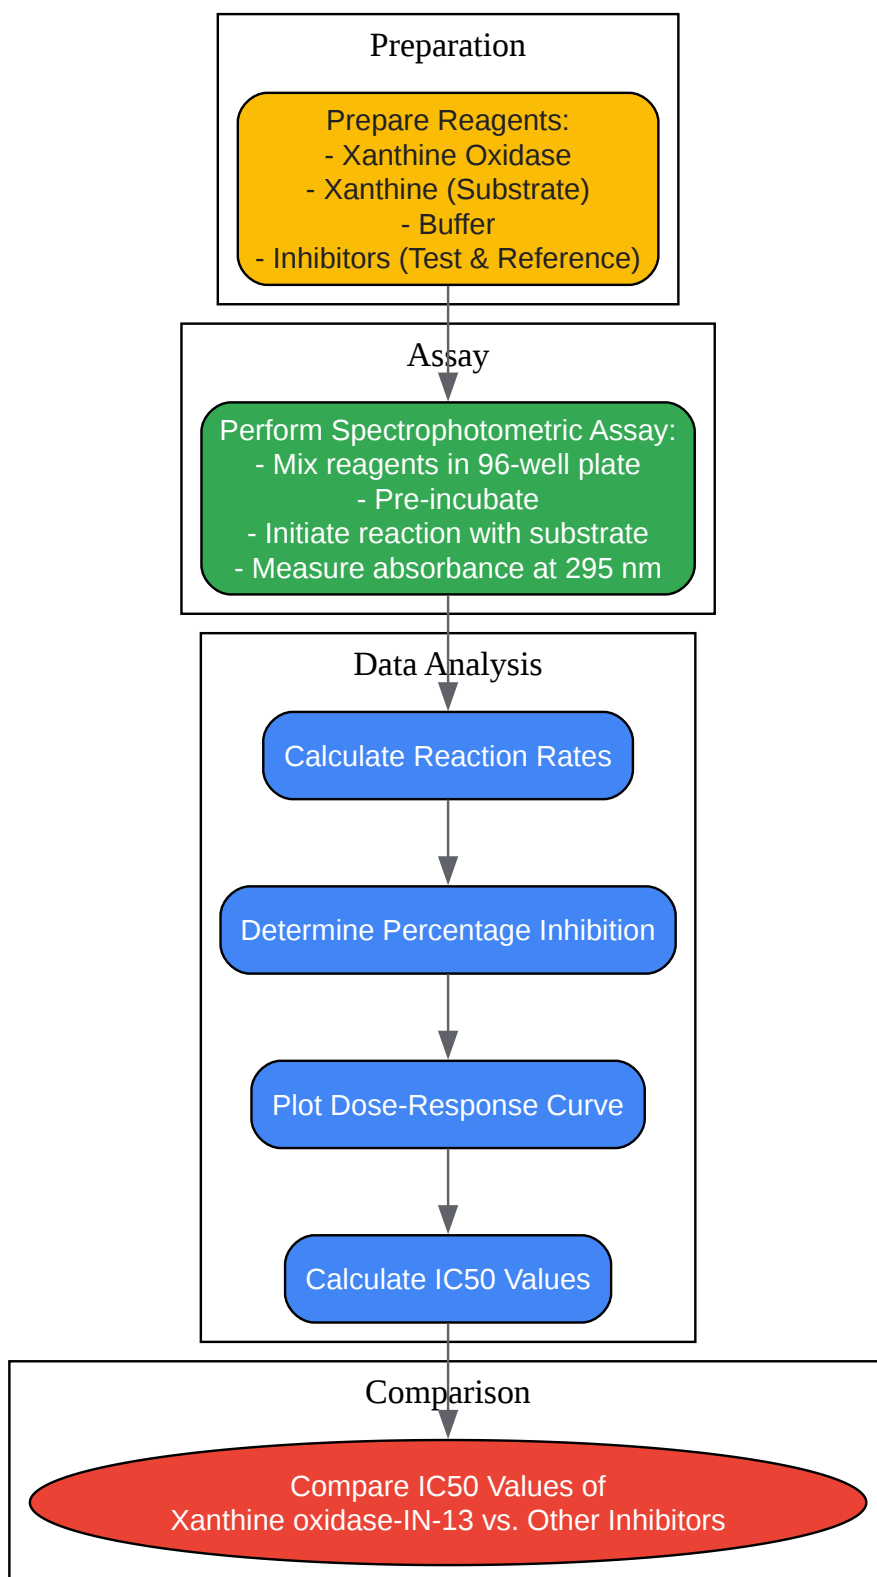 Preparation
Prepare Reagents:
- Xanthine Oxidase
- Xanthine (Substrate)
- Buffer
- Inhibitors (Test & Reference)
Assay
Perform Spectrophotometric Assay:
- Mix reagents in 96-well plate
- Pre-incubate
- Initiate reaction with substrate
- Measure absorbance at 295 nm
Data Analysis
Calculate Reaction Rates
Determine Percentage Inhibition
Plot Dose-Response Curve
Calculate IC50 Values
Comparison
Compare IC50 Values of
Xanthine oxidase-IN-13 vs. Other Inhibitors